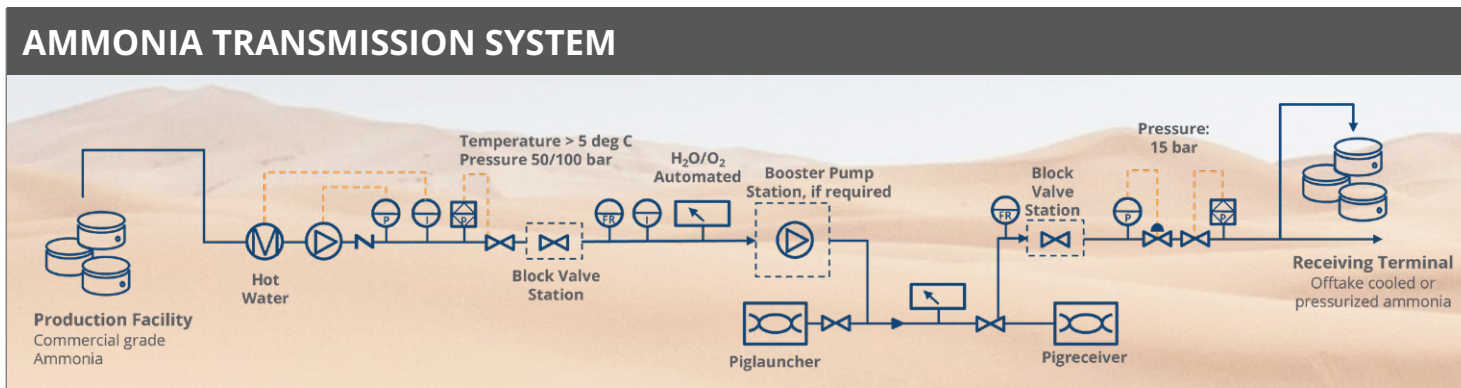 AMMONIA TRANSMISSION SYSTEM
Temperature > 5 deg C
Pressure 50/100 bar
H₂O/O₂
Automated
Booster Pump
Station, if required
Block
Valve
Station
Pressure:
15 bar
P
I
P
FR
I
FR
P
P
Hot
Water
Block Valve
Station
Production Facility
Commercial grade
Ammonia
Piglauncher
Pigreceiver
Receiving Terminal
Offtake cooled or
pressurized ammonia